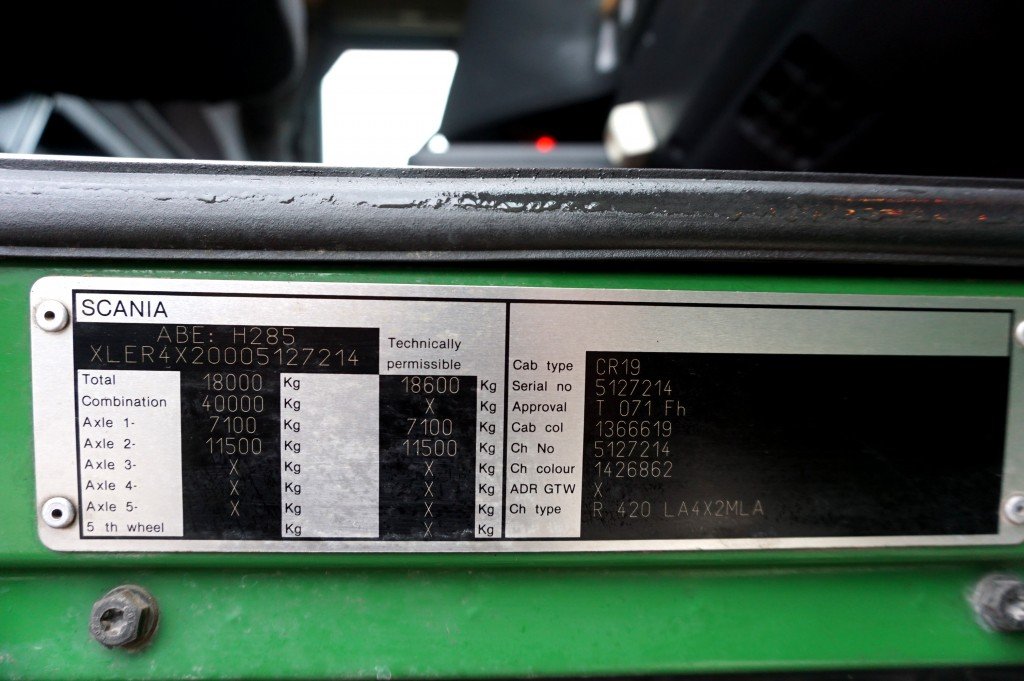 SCANIA
ABE: H285
XLER4X20005127214
Technically
permissible
Total 18000 Kg 18600 Kg
Combination 40000 Kg X Kg
Axle 1- 7100 Kg 7100 Kg
Axle 2- 11500 Kg 11500 Kg
Axle 3- X Kg X Kg
Axle 4- X Kg X Kg
Axle 5- X Kg X Kg
5 th wheel Kg X Kg
Cab type CR19
Serial no 5127214
Approval T 071 Fh
Cab col 1366619
Ch No 5127214
Ch colour 1426862
ADR GTW X
Ch type R 420 LA4X2MLA